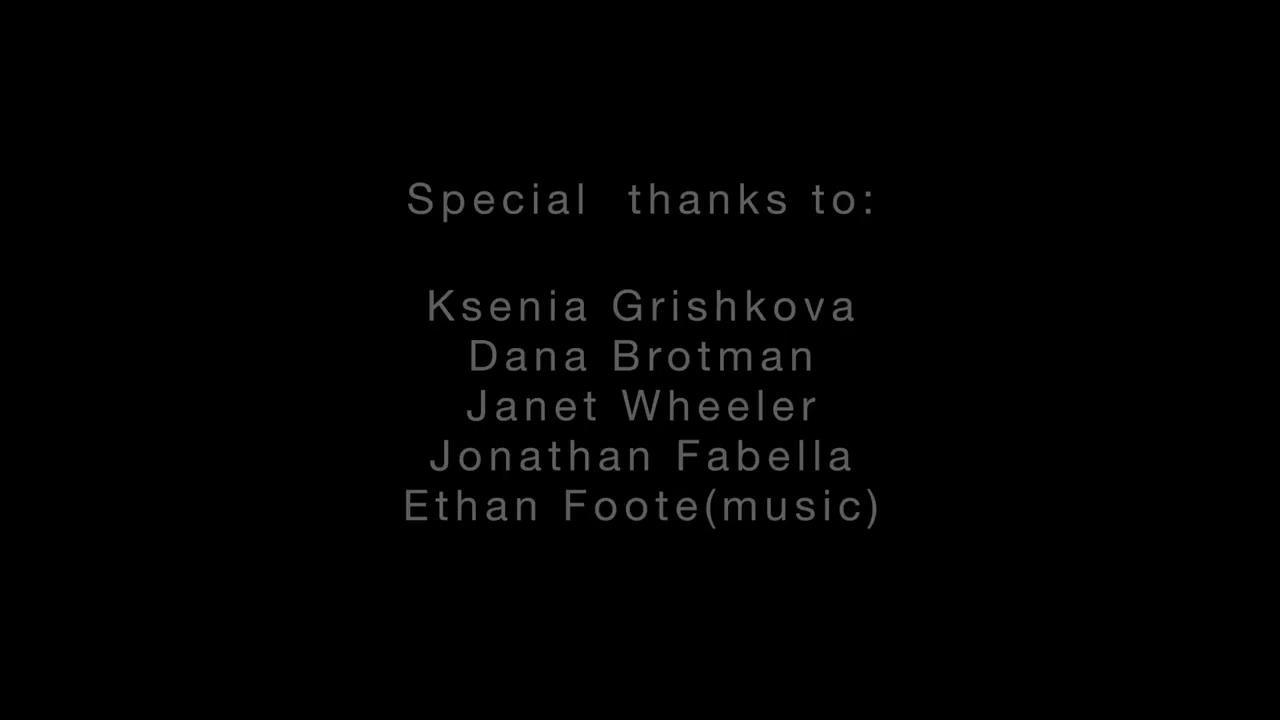 Special  thanks to:
Ksenia Grishkova
Dana Brotman
Janet Wheeler
Jonathan Fabella
Ethan Foote(music)